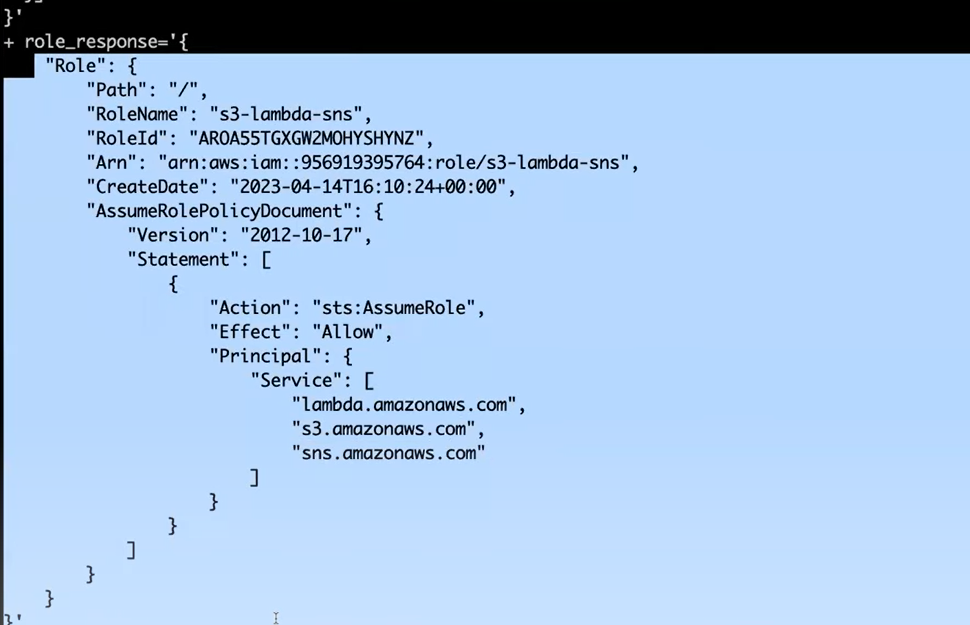 }'
+ role_response='{
    "Role": {
        "Path": "/",
        "RoleName": "s3-lambda-sns",
        "RoleId": "AROA55TGXGW2MOHYSHYNZ",
        "Arn": "arn:aws:iam::956919395764:role/s3-lambda-sns",
        "CreateDate": "2023-04-14T16:10:24+00:00",
        "AssumeRolePolicyDocument": {
            "Version": "2012-10-17",
            "Statement": [
                {
                    "Action": "sts:AssumeRole",
                    "Effect": "Allow",
                    "Principal": {
                        "Service": [
                            "lambda.amazonaws.com",
                            "s3.amazonaws.com",
                            "sns.amazonaws.com"
                        ]
                    }
                }
            ]
        }
    }
}'